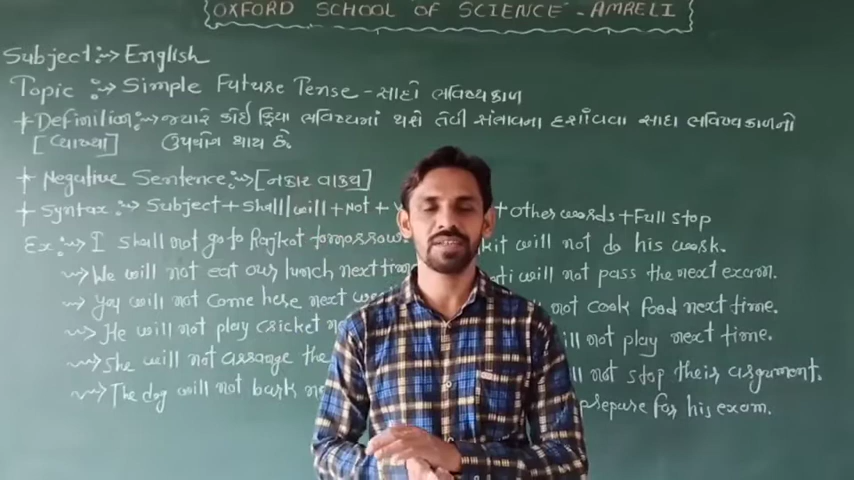 OXFORD SCHOOL OF SCIENCE - AMRELI
Subject :→ English
Topic :→ Simple Future Tense - સાદો ભવિષ્યકાળ
* Definition :→ જ્યારે કોઈ ક્રિયા ભવિષ્યમાં થશે તેવી સંભાવના દર્શાવવા સાદા ભવિષ્યકાળનો
[વ્યાખ્યા] ઉપયોગ થાય છે.
* Negative Sentence :→ [નકાર વાક્ય]
* Syntax :→ Subject + Shall/will + Not + + other words + Full stop
Ex :→ I shall not go to Rajkot tomorrow. will not do his work.
→ We will not eat our lunch next time. will not pass the next exam.
→ You will not come here next not cook food next time.
→ He will not play cricket will not play next time.
→ She will not arrange the not stop their argument.
→ The dog will not bark prepare for his exam.